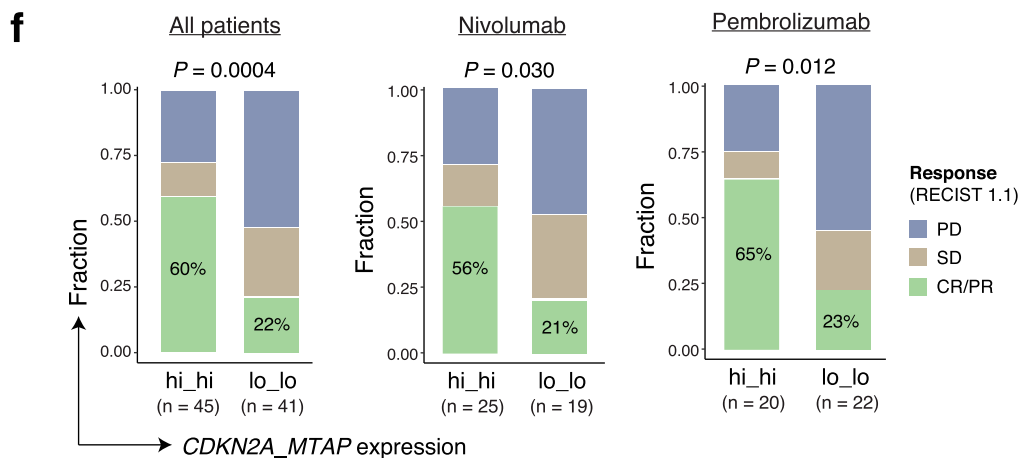 f
All patients
P = 0.0004
1.00
0.75
0.50
0.25
0.00
Fraction
60%
22%
hi_hi
(n = 45)
lo_lo
(n = 41)
Nivolumab
P = 0.030
1.00
0.75
0.50
0.25
0.00
Fraction
56%
21%
hi_hi
(n = 25)
lo_lo
(n = 19)
Pembrolizumab
P = 0.012
1.00
0.75
0.50
0.25
0.00
Fraction
65%
23%
hi_hi
(n = 20)
lo_lo
(n = 22)
Response
(RECIST 1.1)
PD
SD
CR/PR
CDKN2A_MTAP expression